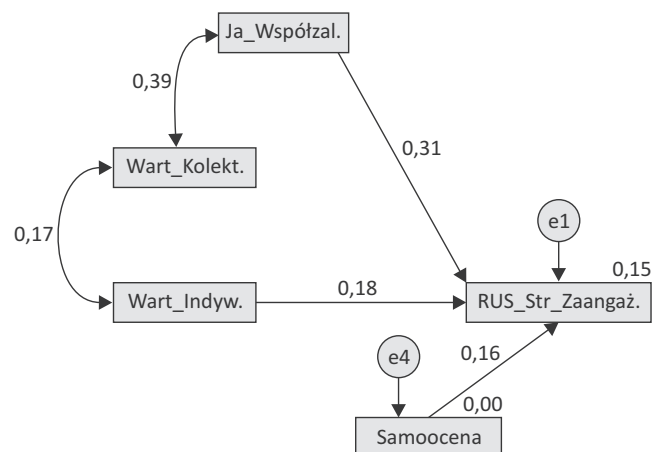 Ja_Współzal.
0,39
0,31
Wart_Kolekt.
0,17
e1
0,15
Wart_Indyw.
0,18
RUS_Str_Zaangaż.
e4
0,16
0,00
Samoocena